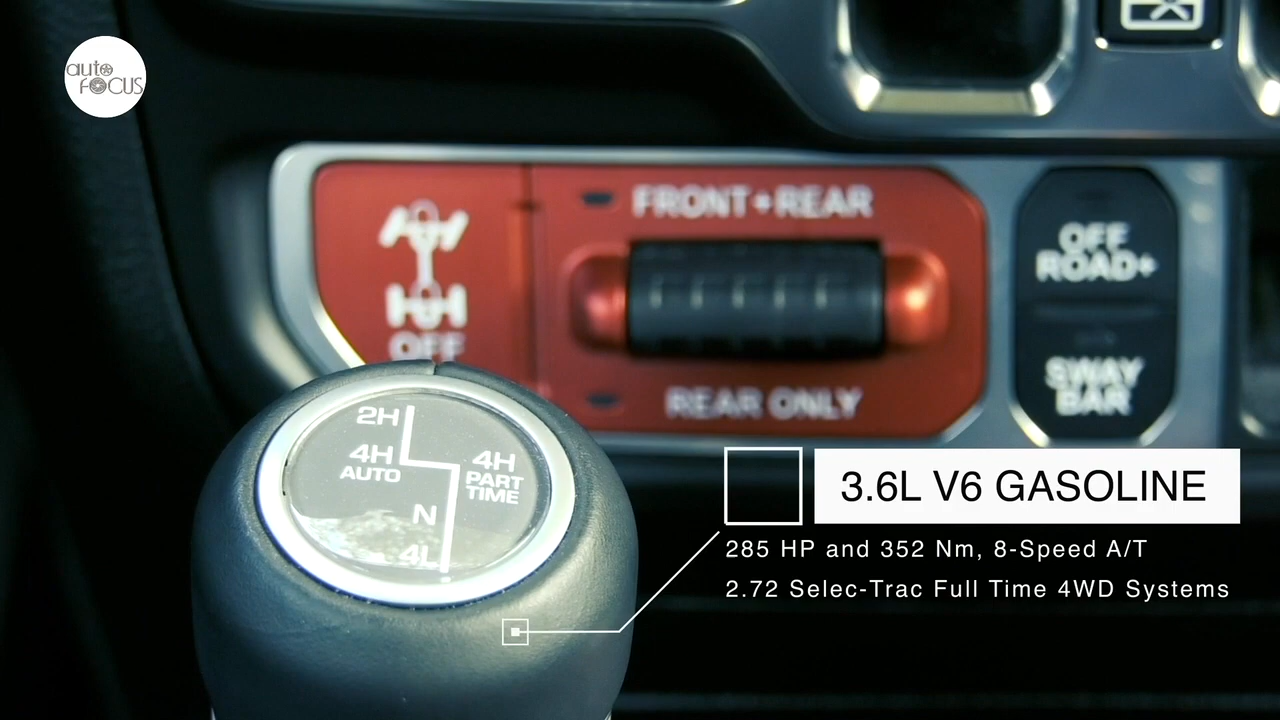 auto
FOCUS
FRONT+REAR
OFF
ROAD+
OFF
REAR ONLY
SWAY
BAR
2H
4H
AUTO
4H
PART
TIME
N
4L
3.6L V6 GASOLINE
285 HP and 352 Nm, 8-Speed A/T
2.72 Selec-Trac Full Time 4WD Systems